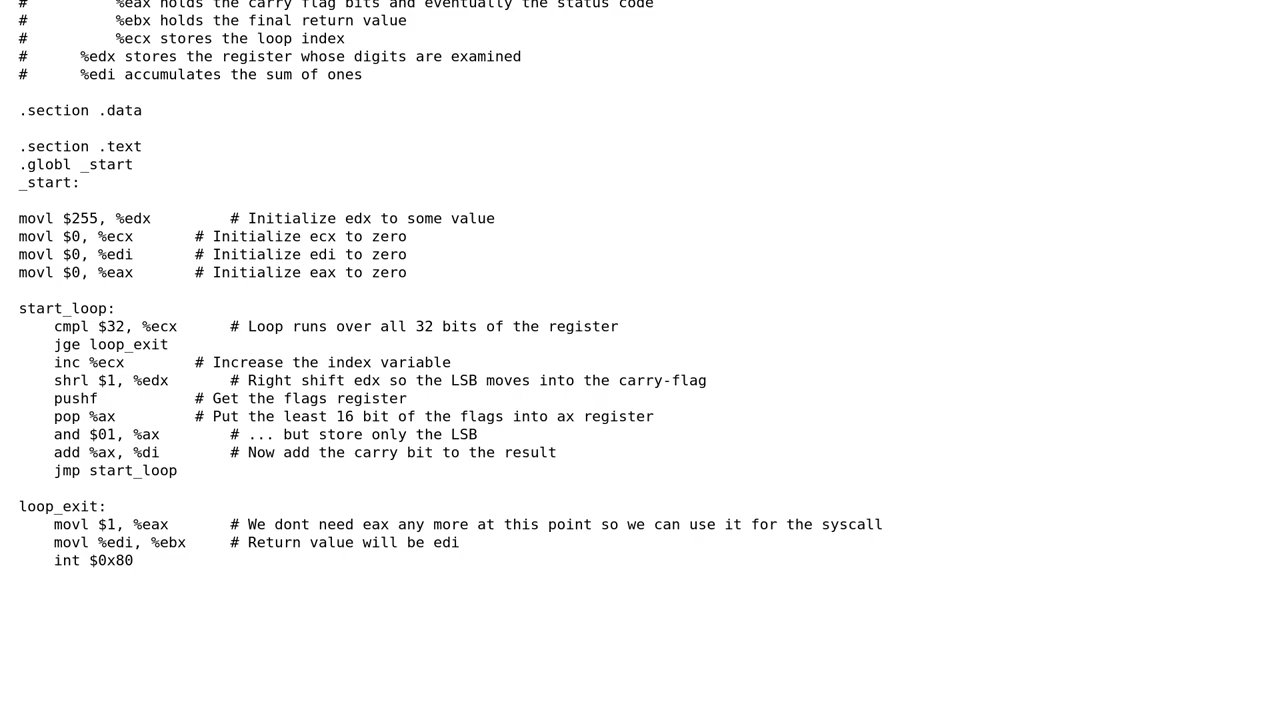 #          %eax holds the carry flag bits and eventually the status code
#          %ebx holds the final return value
#          %ecx stores the loop index
#      %edx stores the register whose digits are examined
#      %edi accumulates the sum of ones

.section .data

.section .text
.globl _start
_start:

movl $255, %edx         # Initialize edx to some value
movl $0, %ecx       # Initialize ecx to zero
movl $0, %edi       # Initialize edi to zero
movl $0, %eax       # Initialize eax to zero

start_loop:
    cmpl $32, %ecx      # Loop runs over all 32 bits of the register
    jge loop_exit
    inc %ecx        # Increase the index variable
    shrl $1, %edx       # Right shift edx so the LSB moves into the carry-flag
    pushf           # Get the flags register
    pop %ax         # Put the least 16 bit of the flags into ax register
    and $01, %ax        # ... but store only the LSB
    add %ax, %di        # Now add the carry bit to the result
    jmp start_loop

loop_exit:
    movl $1, %eax       # We dont need eax any more at this point so we can use it for the syscall
    movl %edi, %ebx     # Return value will be edi
    int $0x80